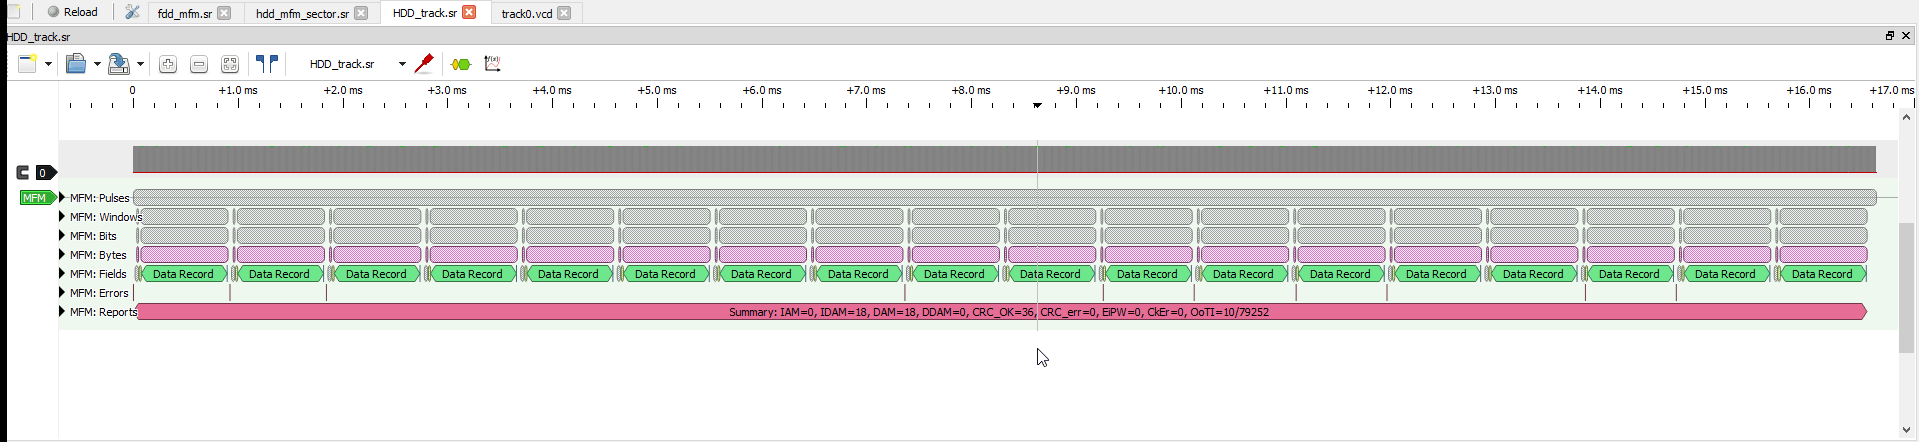 Reload fdd_mfm.sr hdd_mfm_sector.sr HDD_track.sr track0.vcd
HDD_track.sr
HDD_track.sr
0 +1.0 ms +2.0 ms +3.0 ms +4.0 ms +5.0 ms +6.0 ms +7.0 ms +8.0 ms +9.0 ms +10.0 ms +11.0 ms +12.0 ms +13.0 ms +14.0 ms +15.0 ms +16.0 ms +17.0 ms
0
MFM MFM: Pulses
MFM: Windows
MFM: Bits
MFM: Bytes
MFM: Fields Data Record Data Record Data Record Data Record Data Record Data Record Data Record Data Record Data Record Data Record Data Record Data Record Data Record Data Record Data Record Data Record Data Record Data Record
MFM: Errors
MFM: Reports Summary: IAM=0, IDAM=18, DAM=18, DDAM=0, CRC_OK=36, CRC_err=0, EiPW=0, CkEr=0, OoTI=10/79252